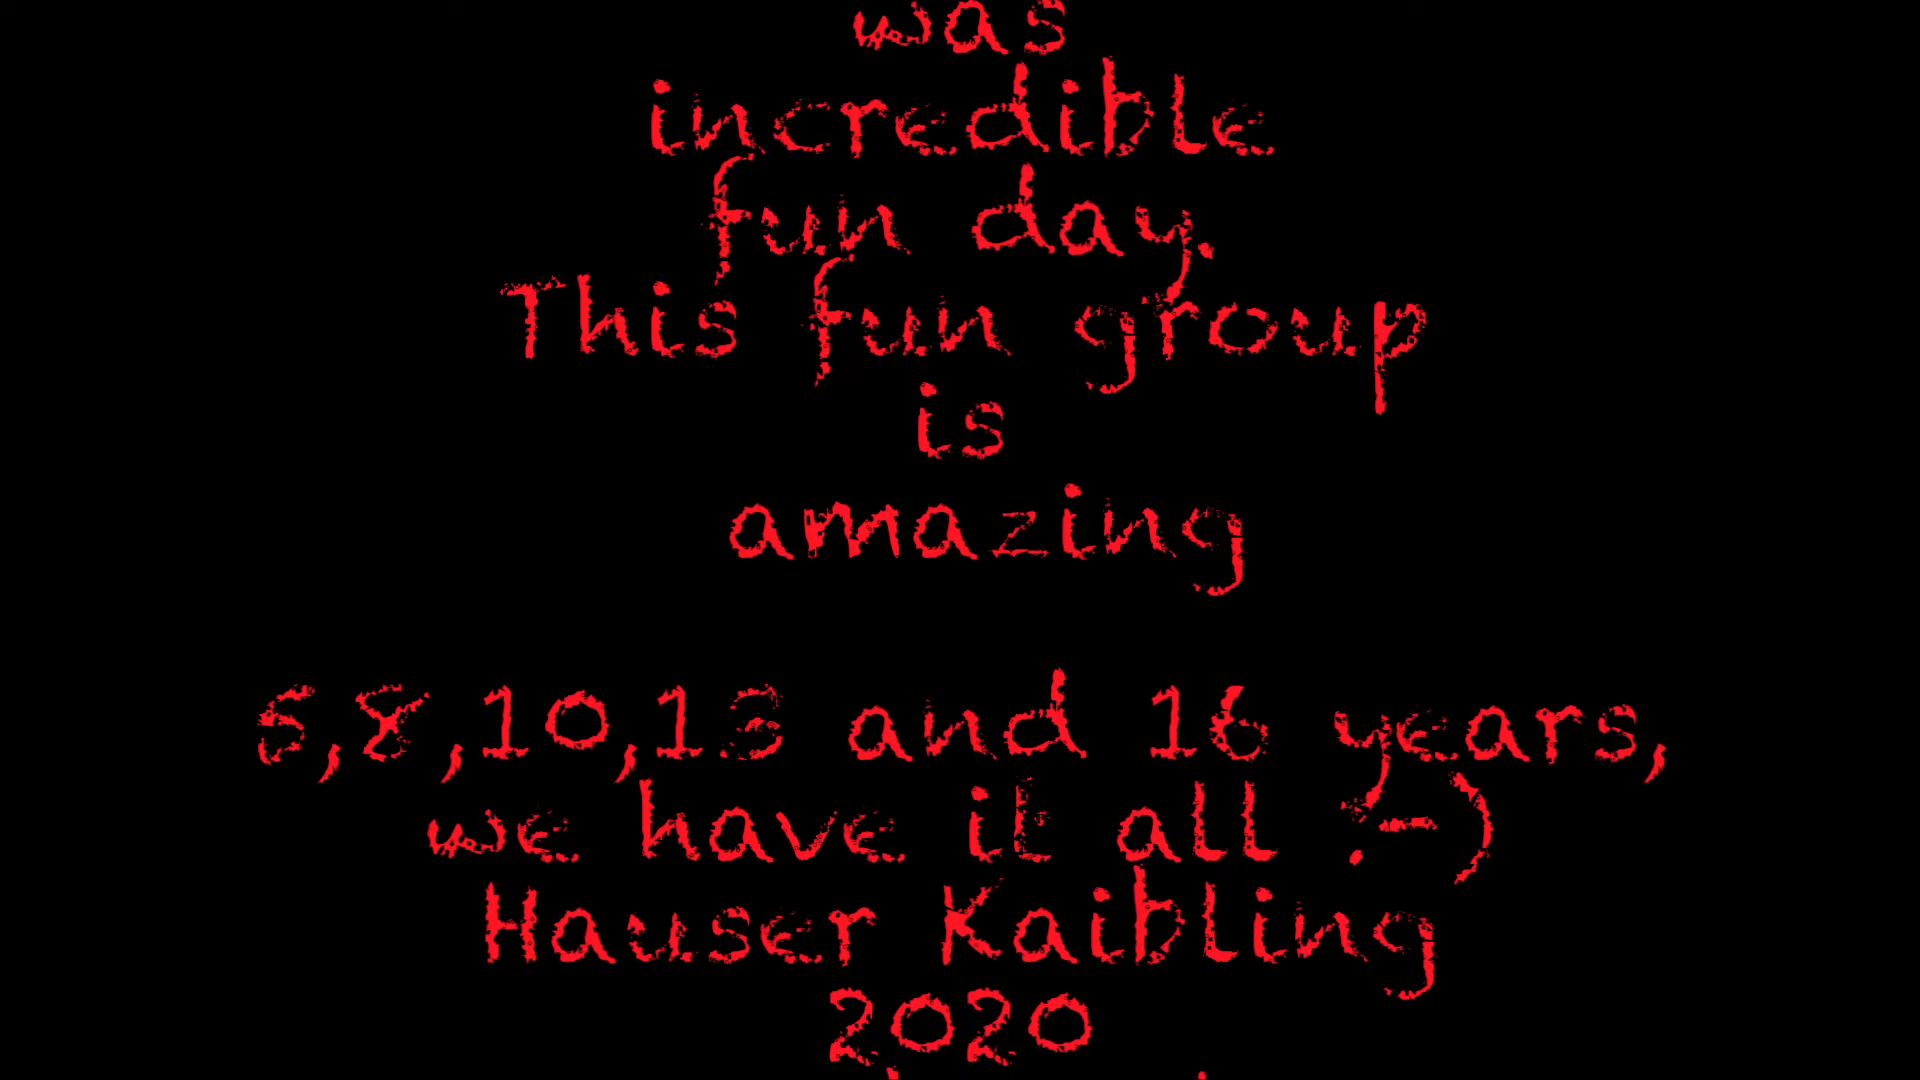 was
incredible
fun day.
This fun group
is
amazing
6,8,10,13 and 16 years,
we have it all :-)
Hauser Kaibling
2020